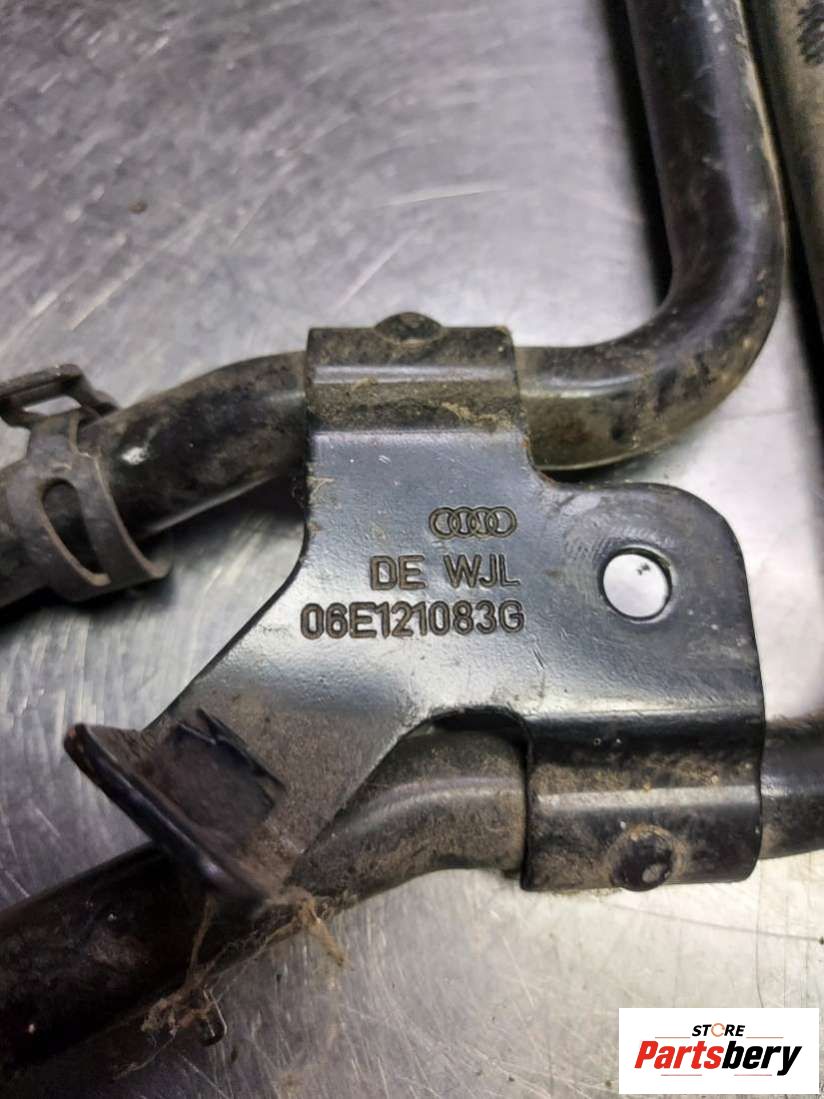 DE WJL
06E121083G
STORE
Partsbery